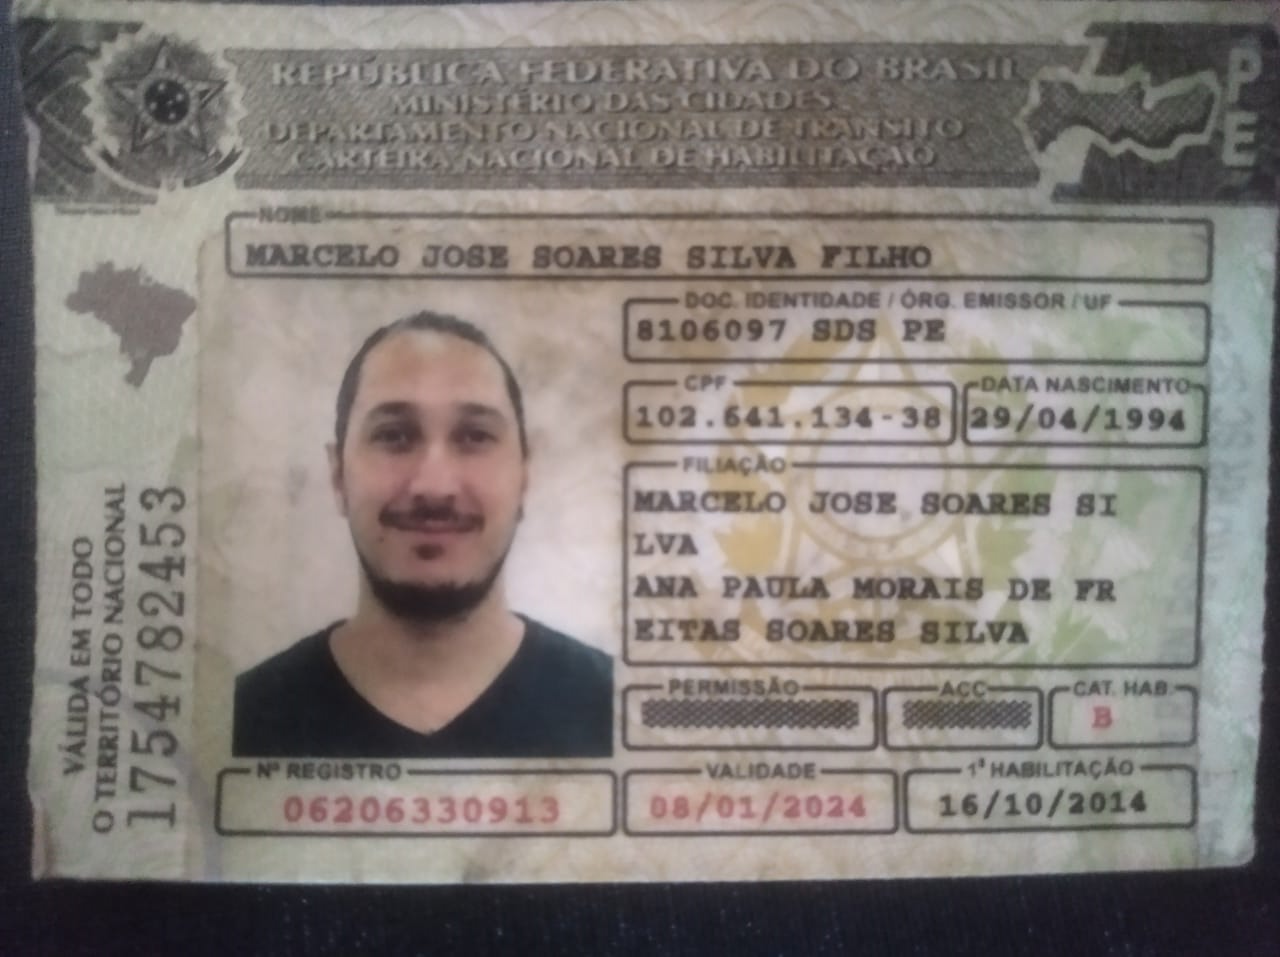 REPÚBLICA FEDERATIVA DO BRASIL
MINISTÉRIO DAS CIDADES
DEPARTAMENTO NACIONAL DE TRÂNSITO
CARTEIRA NACIONAL DE HABILITAÇÃO
PE
NOME
MARCELO JOSE SOARES SILVA FILHO
DOC. IDENTIDADE / ÓRG. EMISSOR / UF
8106097 SDS PE
CPF
102.641.134-38
DATA NASCIMENTO
29/04/1994
FILIAÇÃO
MARCELO JOSE SOARES SI
LVA
ANA PAULA MORAIS DE FR
EITAS SOARES SILVA
PERMISSÃO
ACC
CAT. HAB.
B
Nº REGISTRO
06206330913
VALIDADE
08/01/2024
1ª HABILITAÇÃO
16/10/2014
VÁLIDA EM TODO
O TERRITÓRIO NACIONAL
1754782453